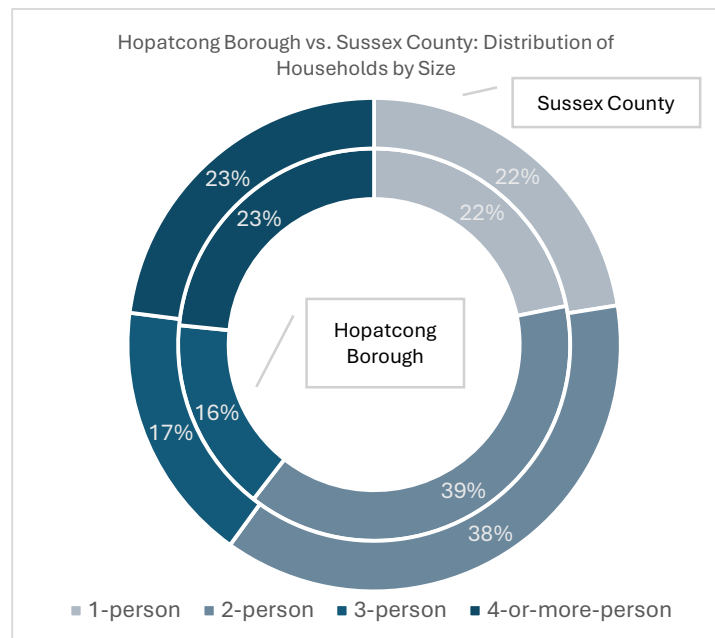 Hopatcong Borough vs. Sussex County: Distribution of
Households by Size
Sussex County
23%
22%
23%
22%
Hopatcong
Borough
16%
17%
39%
38%
1-person
2-person
3-person
4-or-more-person